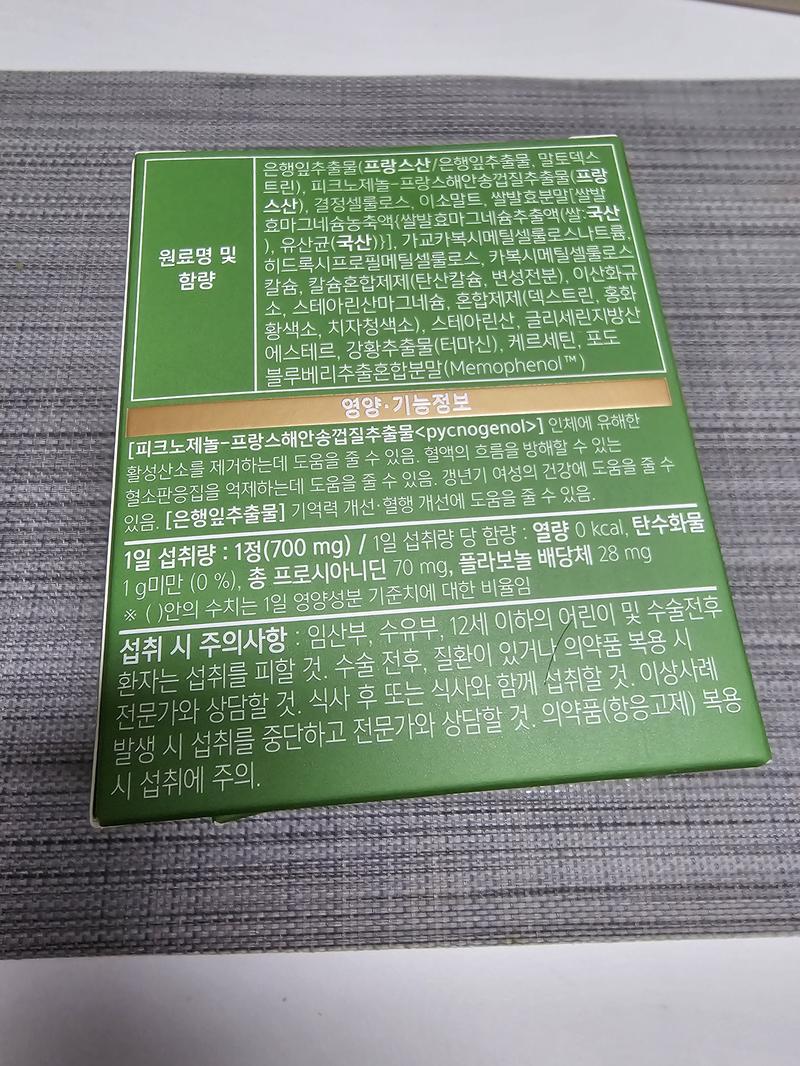 원료명 및
함량
은행잎추출물(프랑스산/은행잎추출물, 말토덱스
트린), 피크노제놀-프랑스해안송껍질추출물(프랑
스산), 결정셀룰로스, 이소말트, 쌀발효분말[쌀발
효마그네슘농축액(쌀발효마그네슘추출액(쌀:국산
), 유산균(국산)}], 가교카복시메틸셀룰로스나트륨,
히드록시프로필메틸셀룰로스, 카복시메틸셀룰로스
칼슘, 칼슘혼합제제(탄산칼슘, 변성전분), 이산화규
소, 스테아린산마그네슘, 혼합제제(덱스트린, 홍화
황색소, 치자청색소), 스테아린산, 글리세린지방산
에스테르, 강황추출물(터마신), 케르세틴, 포도
블루베리추출혼합분말(Memophenol™)
영양·기능정보
[피크노제놀-프랑스해안송껍질추출물<pycnogenol>] 인체에 유해한
활성산소를 제거하는데 도움을 줄 수 있음. 혈액의 흐름을 방해할 수 있는
혈소판응집을 억제하는데 도움을 줄 수 있음. 갱년기 여성의 건강에 도움을 줄 수
있음. [은행잎추출물] 기억력 개선·혈행 개선에 도움을 줄 수 있음.
1일 섭취량 : 1정(700 mg) / 1일 섭취량 당 함량 : 열량 0 kcal, 탄수화물
1 g미만 (0 %), 총 프로시아니딘 70 mg, 플라보놀 배당체 28 mg
※ ( )안의 수치는 1일 영양성분 기준치에 대한 비율임
섭취 시 주의사항 : 임산부, 수유부, 12세 이하의 어린이 및 수술전후
환자는 섭취를 피할 것. 수술 전후, 질환이 있거나 의약품 복용 시
전문가와 상담할 것. 식사 후 또는 식사와 함께 섭취할 것. 이상사례
발생 시 섭취를 중단하고 전문가와 상담할 것. 의약품(항응고제) 복용
시 섭취에 주의.